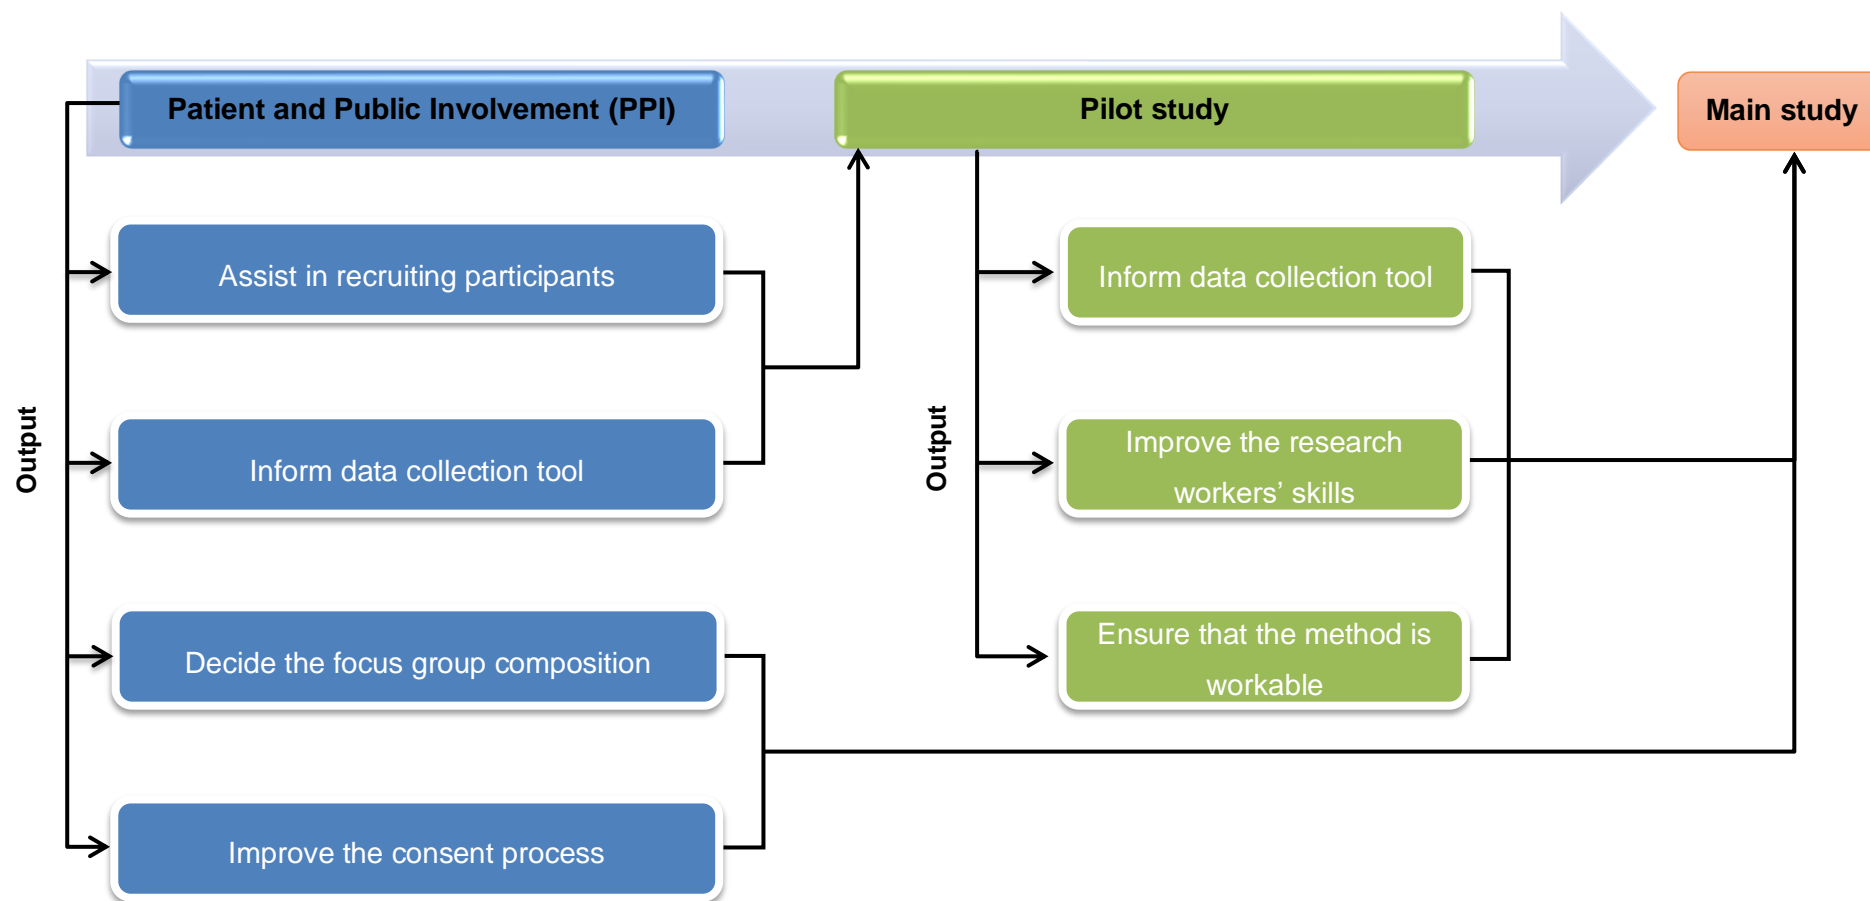 Patient and Public Involvement (PPI)
Pilot study
Main study
Output
Assist in recruiting participants
Inform data collection tool
Decide the focus group composition
Improve the consent process
Output
Inform data collection tool
Improve the research
workers’ skills
Ensure that the method is
workable